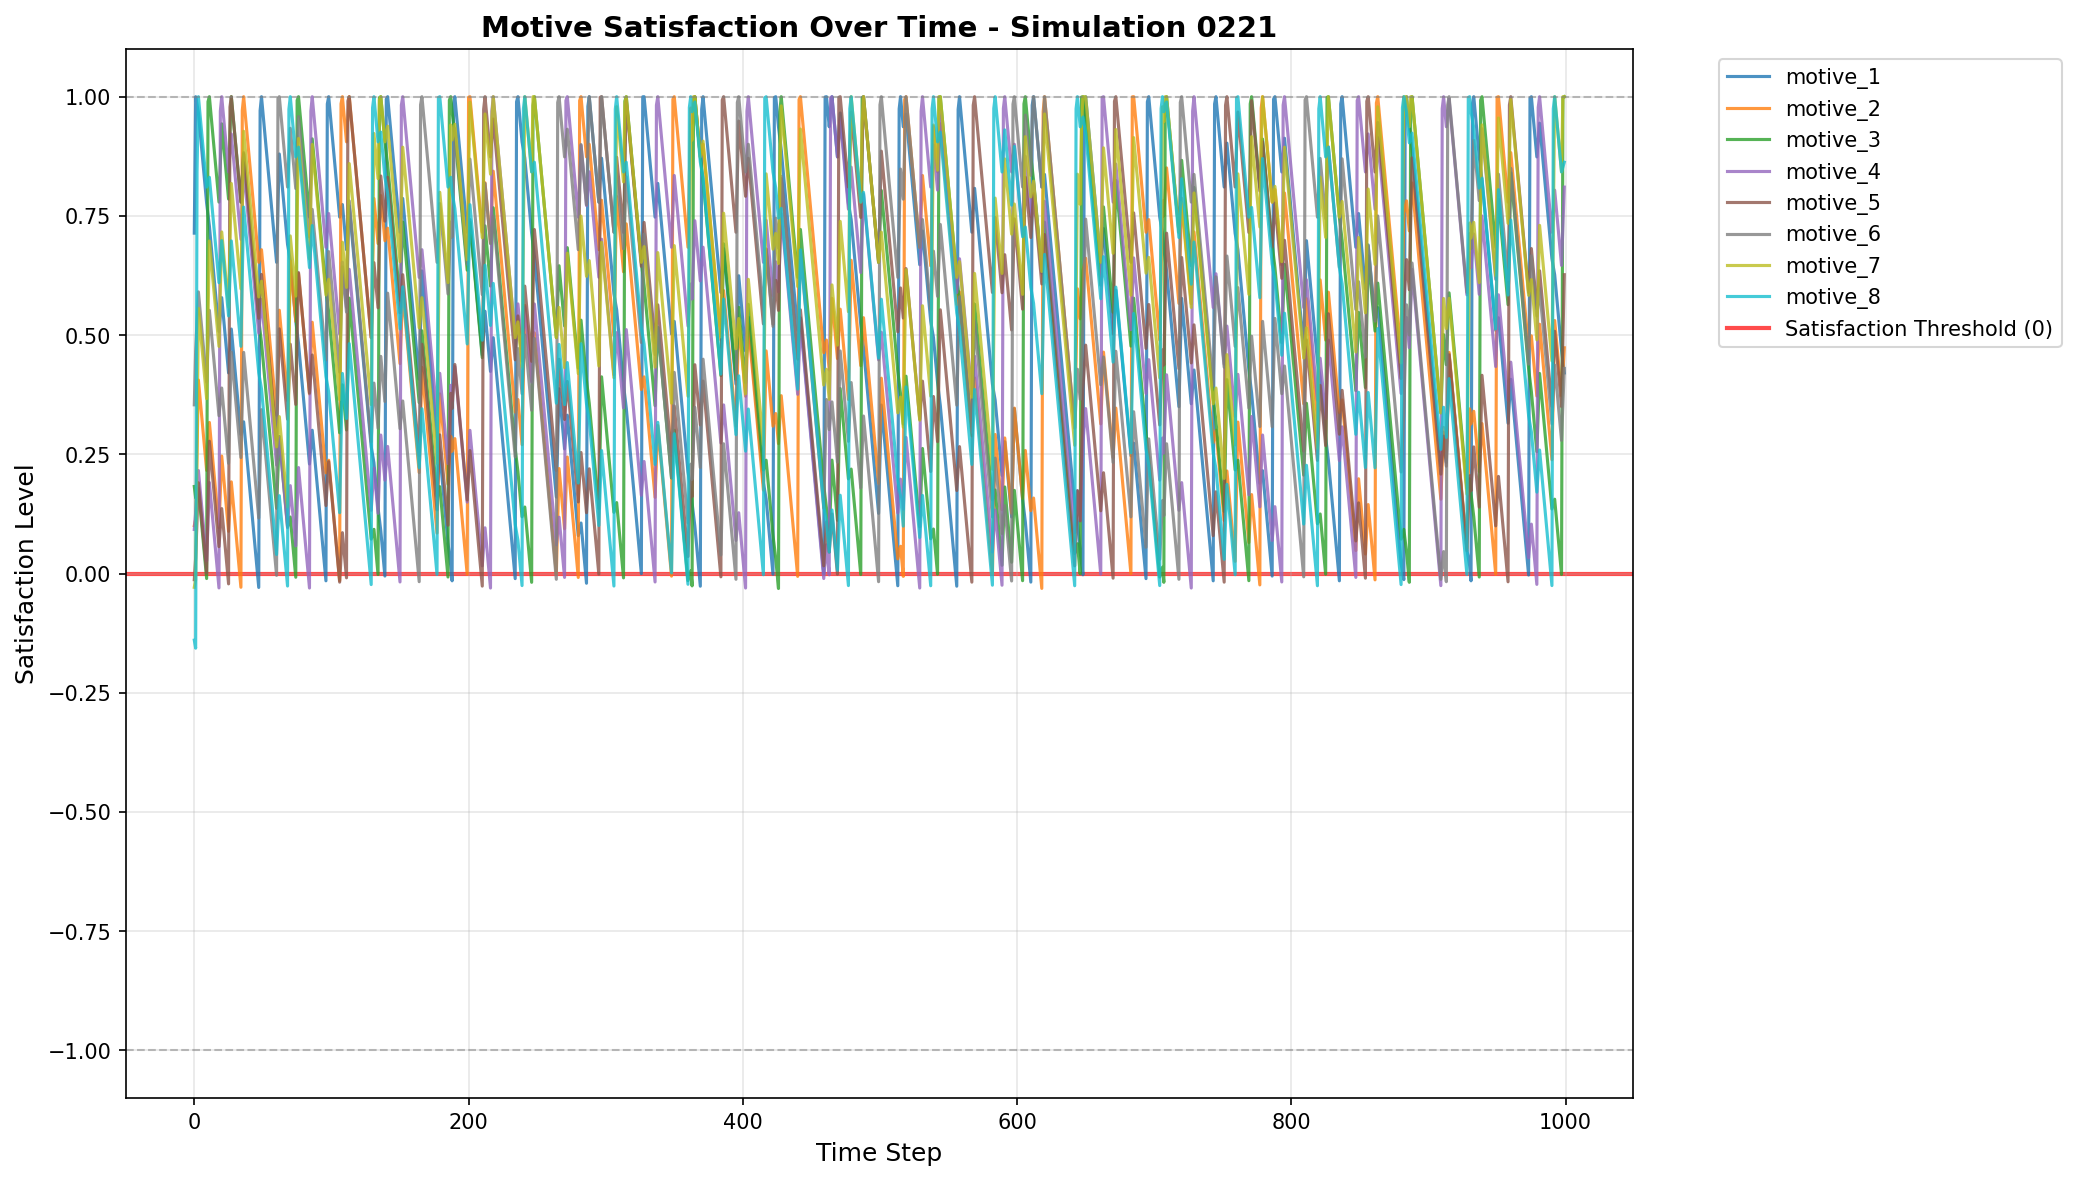 Motive Satisfaction Over Time - Simulation 0221
Satisfaction Level
1.00
0.75
0.50
0.25
0.00
−0.25
−0.50
−0.75
−1.00
0
200
400
600
800
1000
Time Step
motive_1
motive_2
motive_3
motive_4
motive_5
motive_6
motive_7
motive_8
Satisfaction Threshold (0)